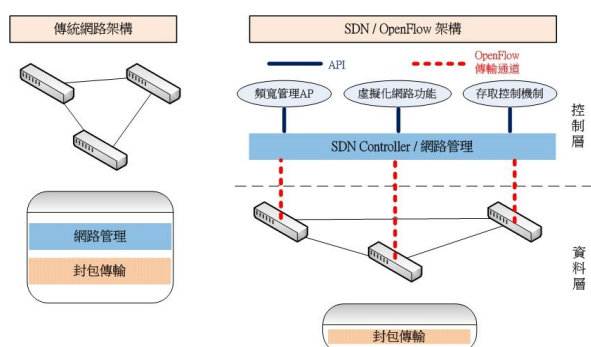 傳統網路架構
網路管理
封包傳輸
SDN / OpenFlow 架構
API
OpenFlow
傳輸通道
頻寬管理AP
虛擬化網路功能
存取控制機制
控制層
SDN Controller / 網路管理
資料層
封包傳輸